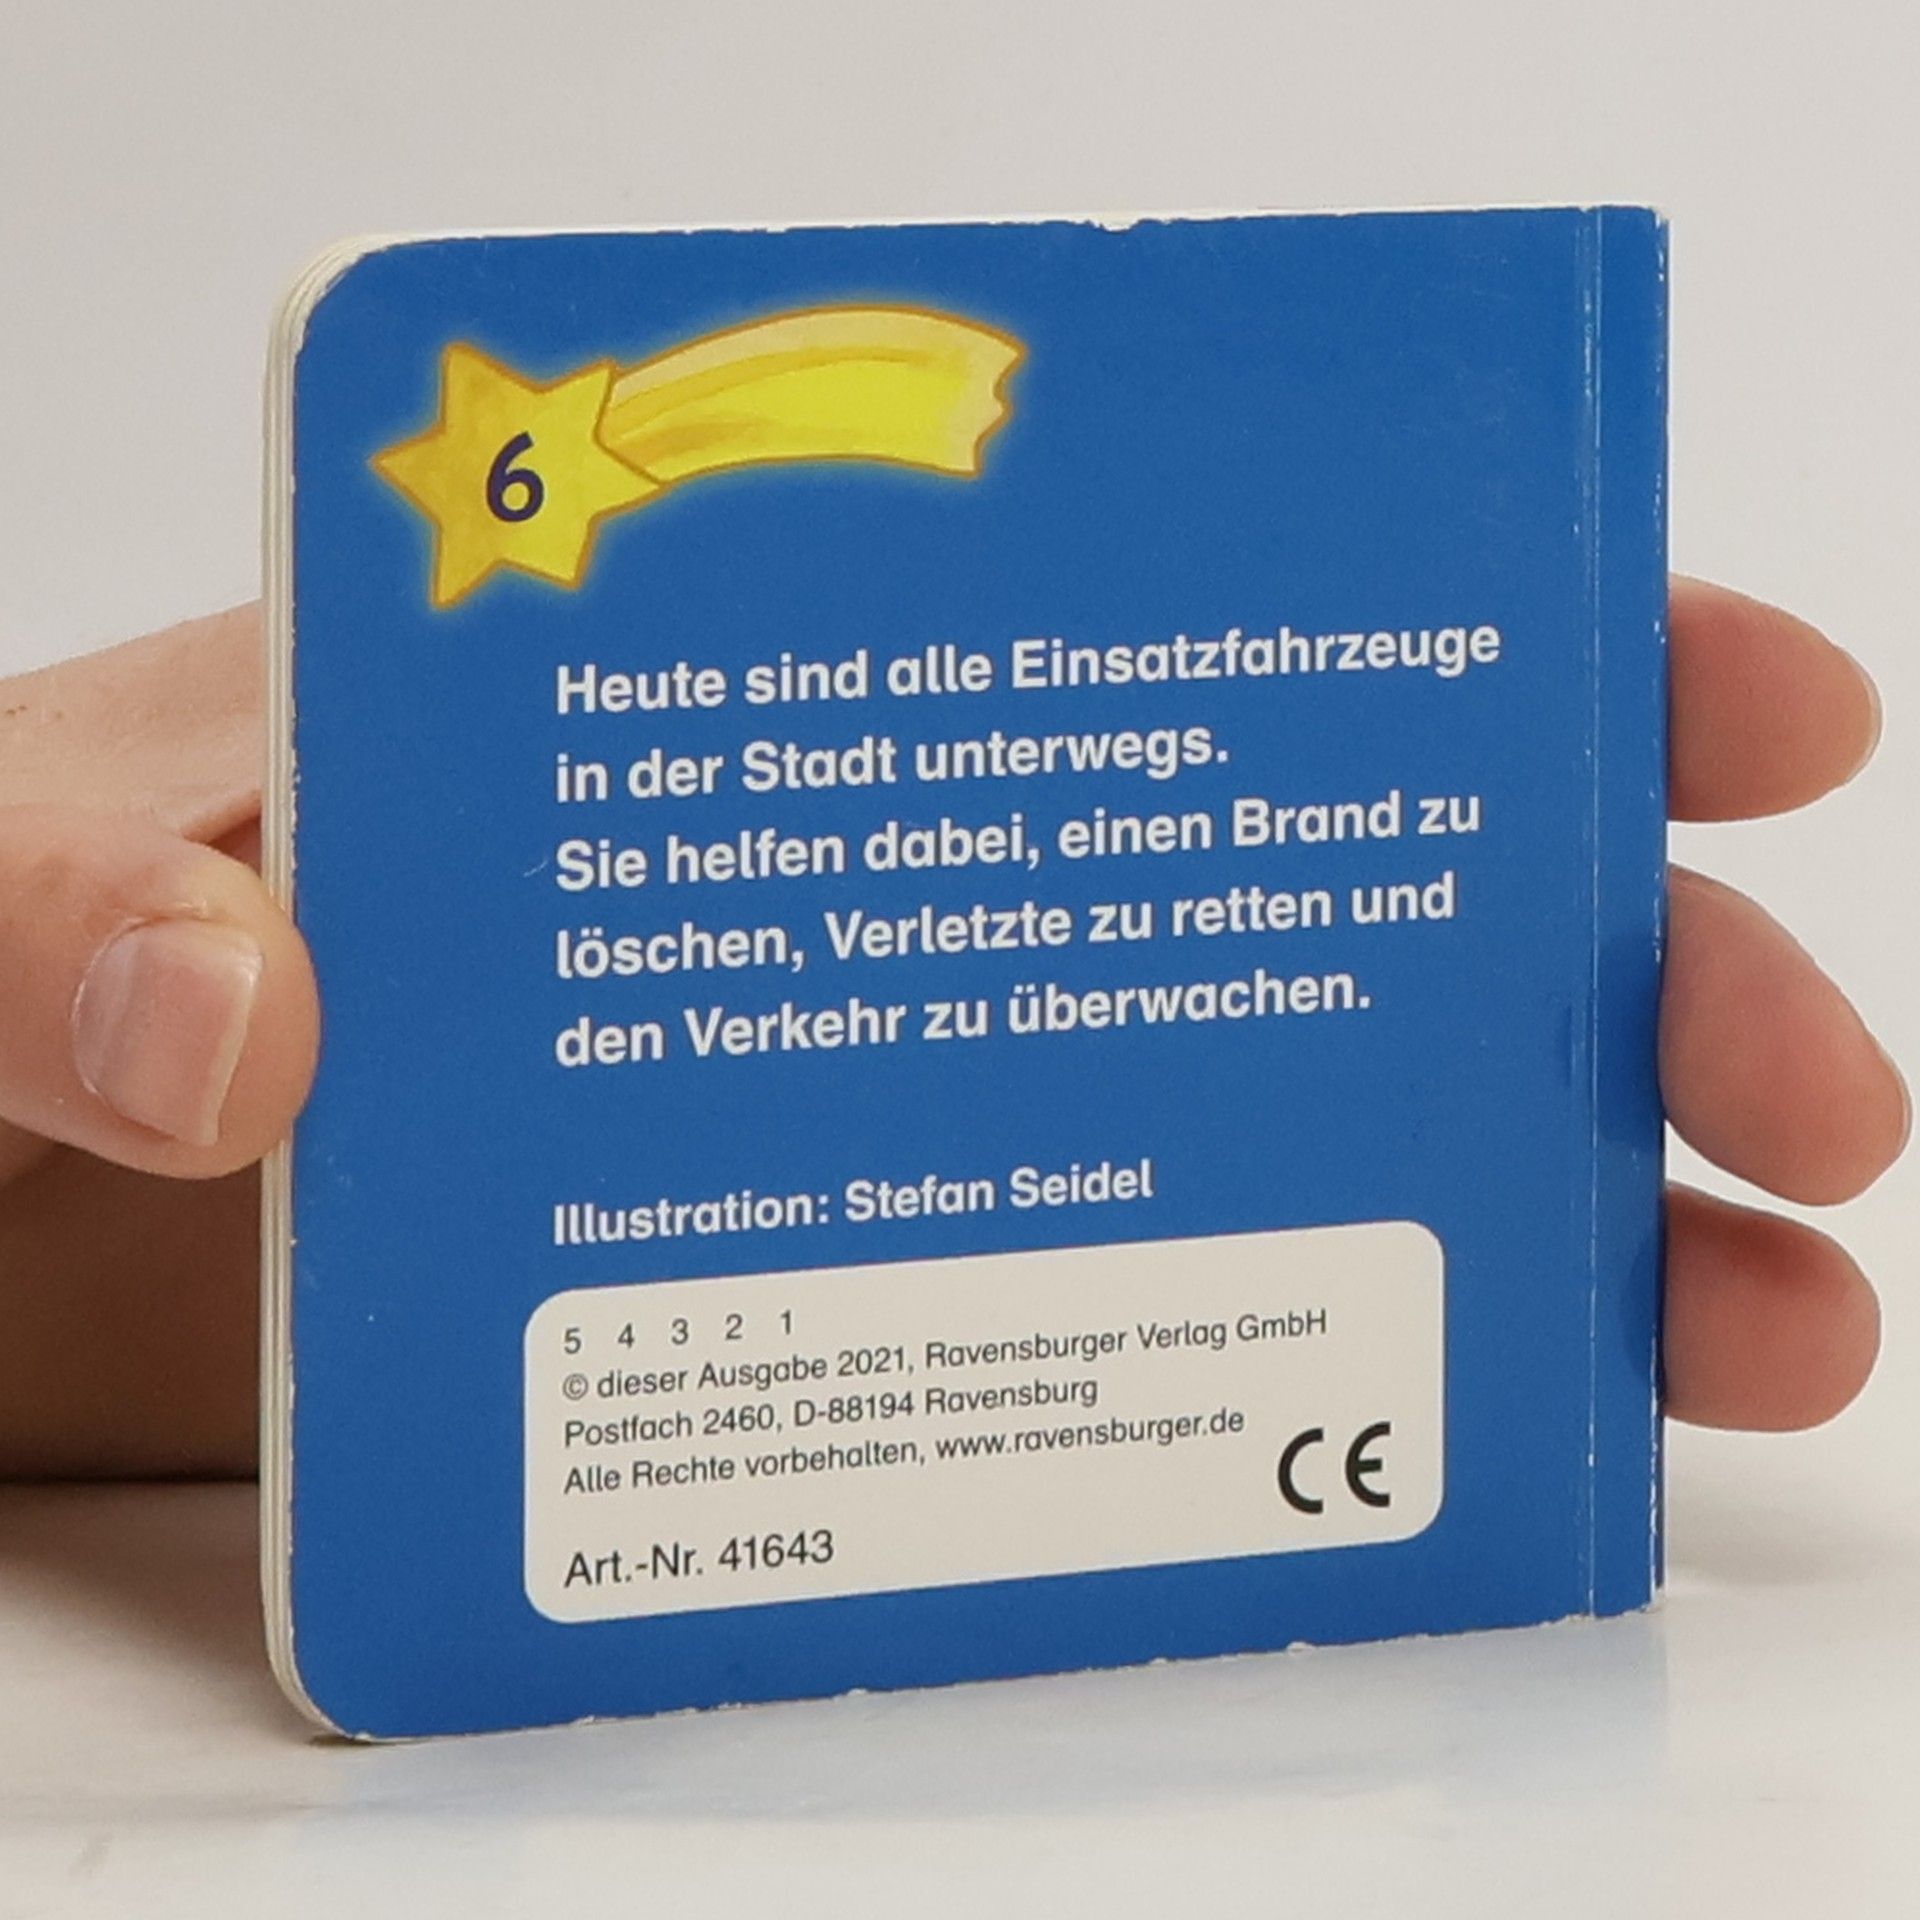 6
Heute sind alle Einsatzfahrzeuge
in der Stadt unterwegs.
Sie helfen dabei, einen Brand zu
löschen, Verletzte zu retten und
den Verkehr zu überwachen.
Illustration: Stefan Seidel
5 4 3 2 1
© dieser Ausgabe 2021, Ravensburger Verlag GmbH
Postfach 2460, D-88194 Ravensburg
Alle Rechte vorbehalten, www.ravensburger.de
CE
Art.-Nr. 41643